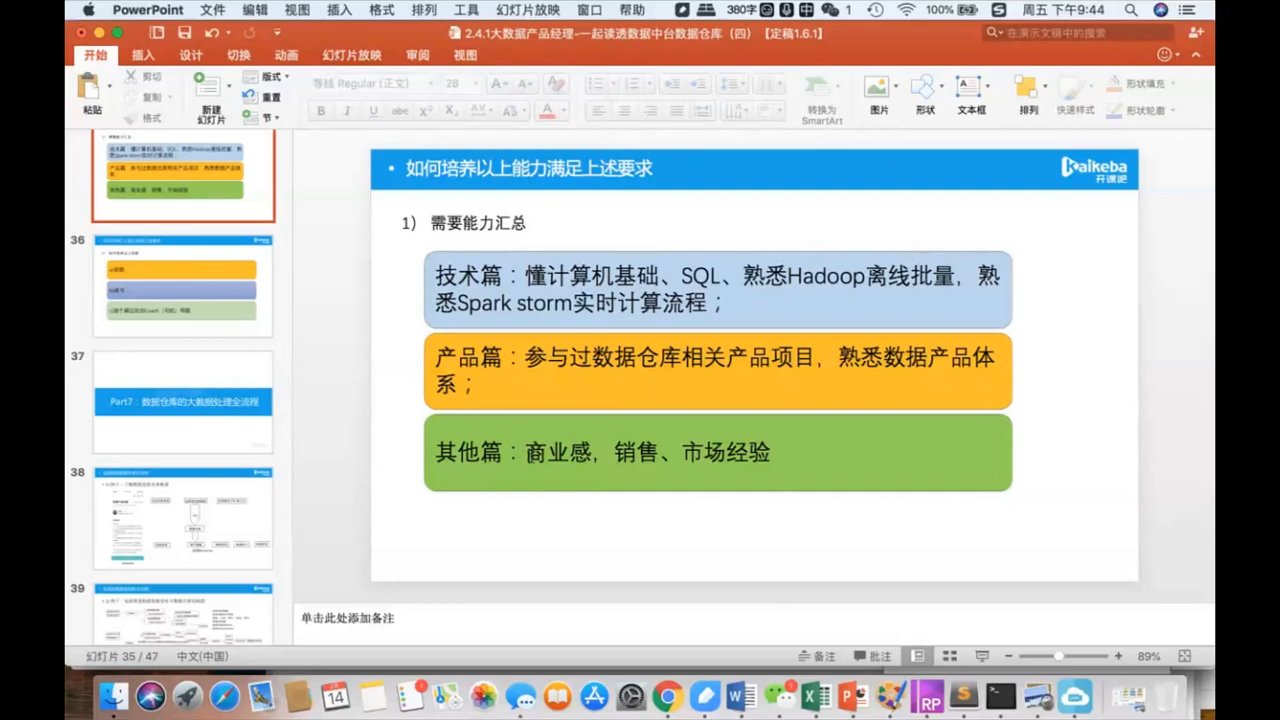 PowerPoint 文件 编辑 视图 插入 格式 排列 工具 幻灯片放映 窗口 帮助 380字 1 100% 周五 下午9:44
2.4.1大数据产品经理-一起读透数据中台数据仓库（四）【定稿1.6.1】
在演示文稿中的搜索
开始 插入 设计 切换 动画 幻灯片放映 审阅 视图
粘贴 剪切 复制 格式 新建幻灯片 版式 重置 节
等线 Regular (正文) 28
转换为 SmartArt 图片 形状 文本框 排列 快速样式 形状填充 形状轮廓
36
37
Part7：数据仓库的大数据处理全流程
38
39
• 如何培养以上能力满足上述要求
Kaikeba
开课吧
1） 需要能力汇总
技术篇：懂计算机基础、SQL、熟悉Hadoop离线批量，熟
悉Spark storm实时计算流程；
产品篇：参与过数据仓库相关产品项目，熟悉数据产品体
系；
其他篇：商业感，销售、市场经验
单击此处添加备注
幻灯片 35 / 47 中文(中国) 备注 批注 89%
14